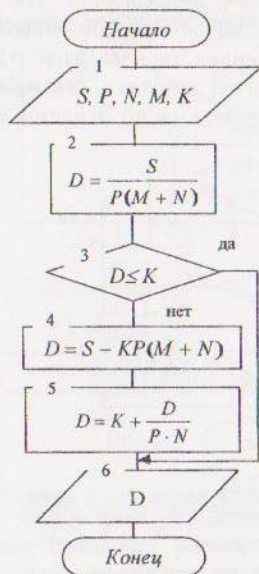 Начало
1
S, P, N, M, K
2
D = S / P(M + N)
3
да
D ≤ K
нет
4
D = S − KP(M + N)
5
D = K + D / P · N
6
D
Конец